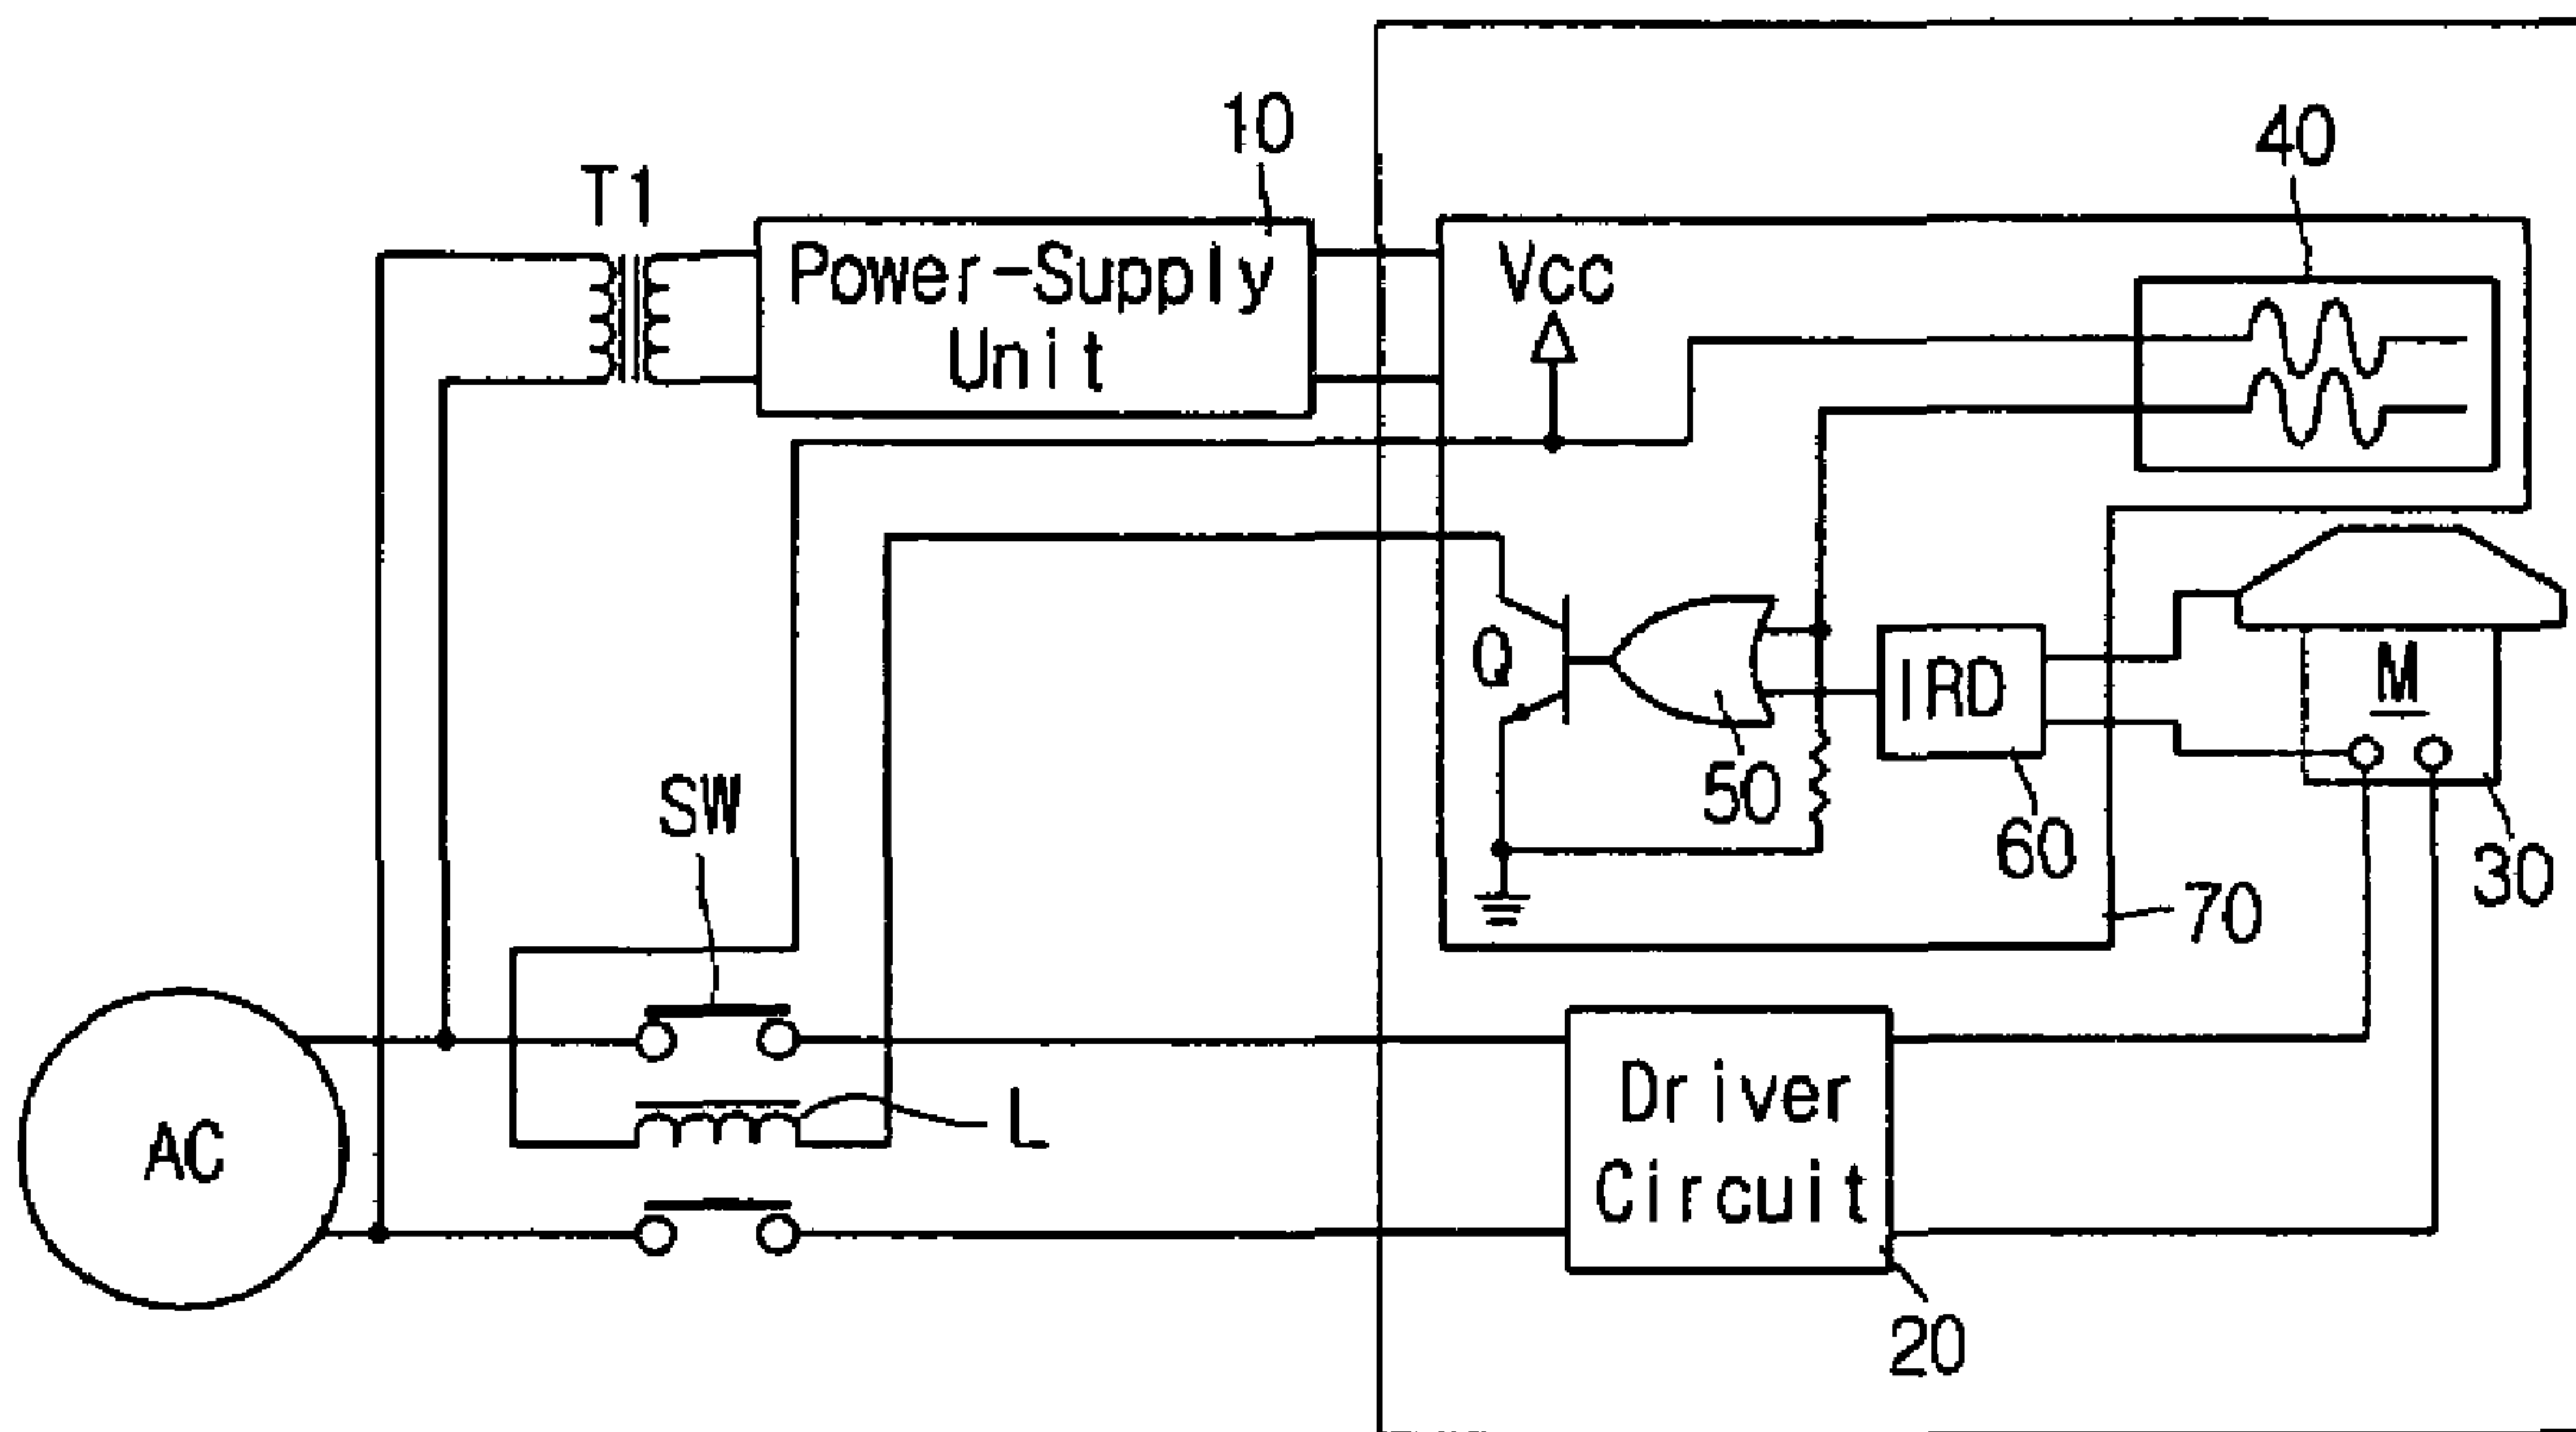 10
40
T1
Power-Supply
Unit
Vcc
Q
IRD
M
50
60
30
70
SW
L
AC
Driver
Circuit
20